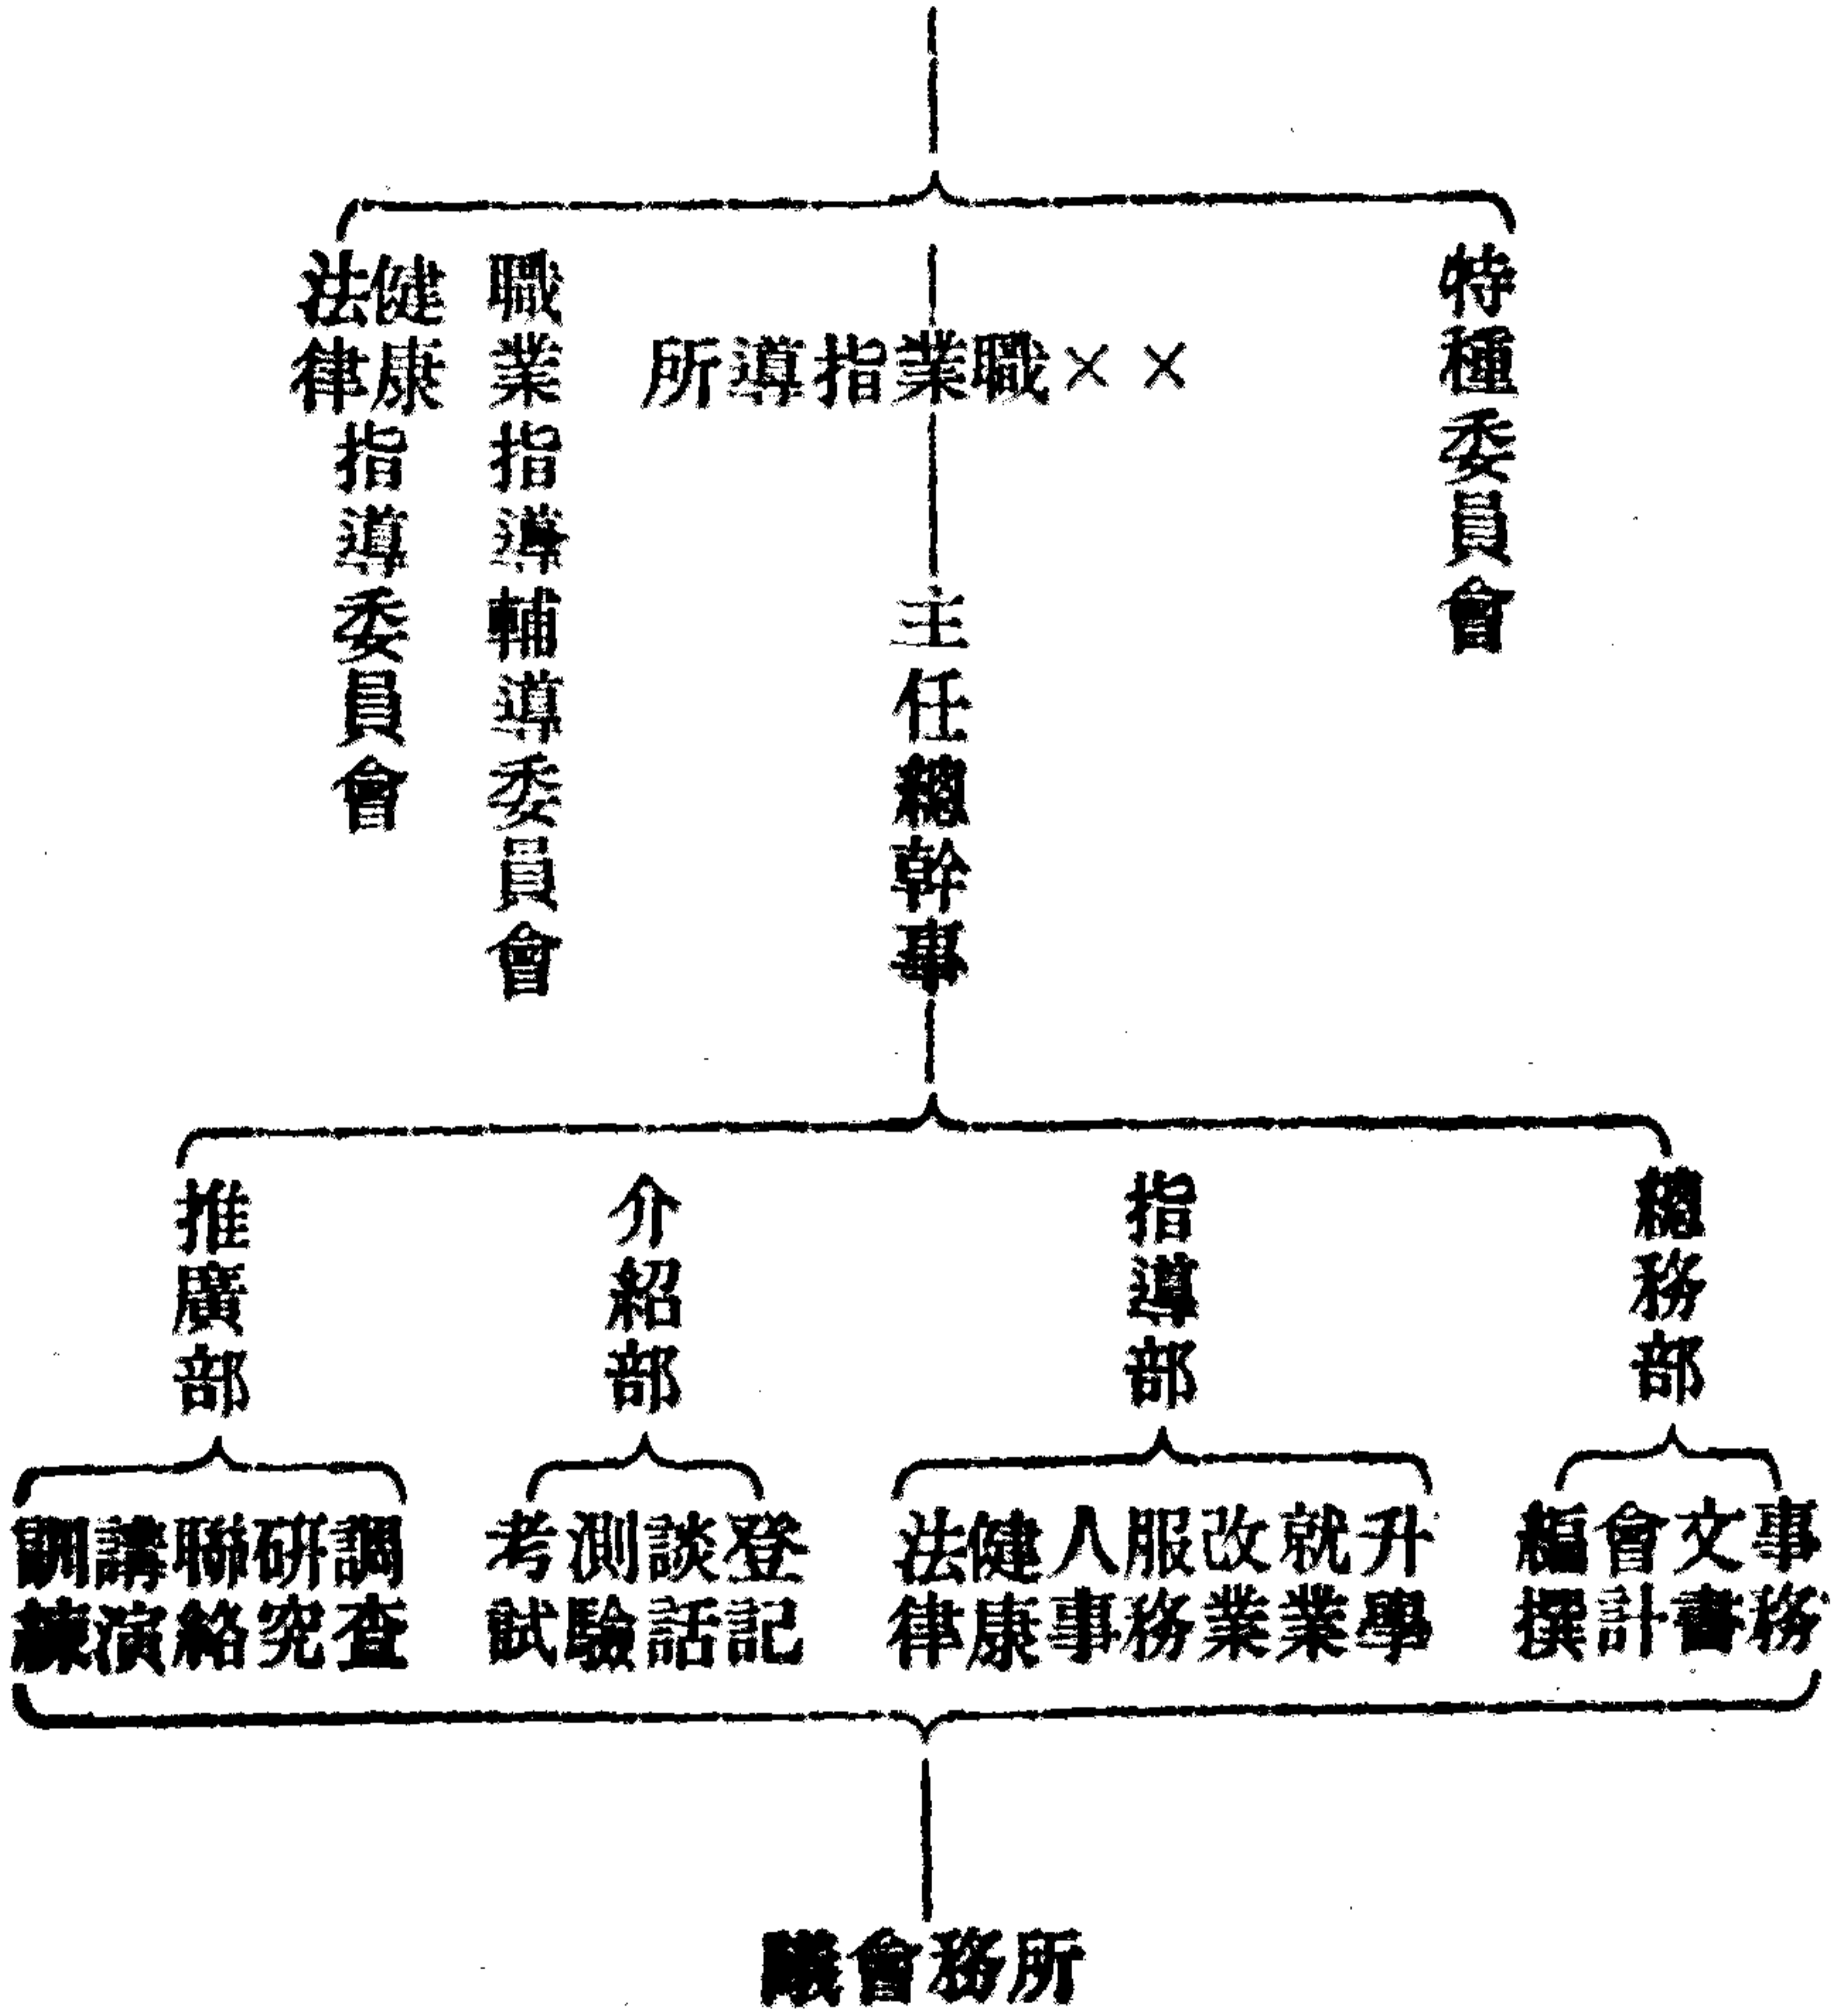 特種委員會
××職業指導所
職業指導輔導委員會
健康法律指導委員會
主任總幹事
總務部
事務
文書
會計
編撰
指導部
升學
就業
改業
服務
人事
健康
法律
介紹部
登記
談話
測驗
考試
推廣部
調查
研究
聯絡
講演
訓練
所務會議